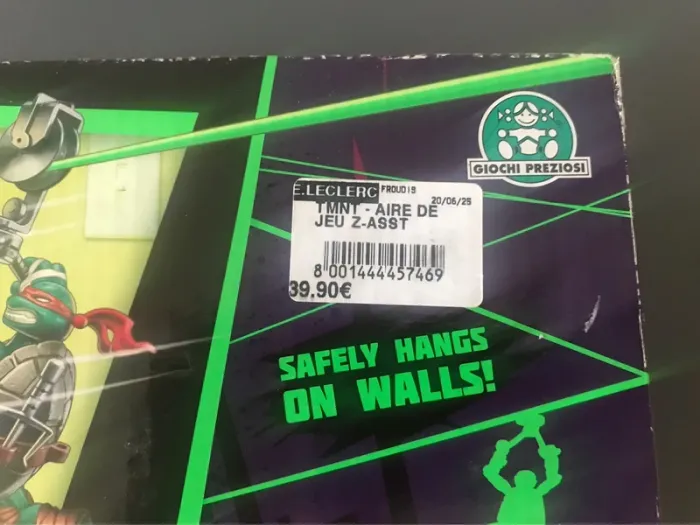 GIOCHI PREZIOSI
E.LECLERC FROUDIS
20/06/25
TMNT - AIRE DE
JEU Z-ASST
8 001444 457469
39.90€
SAFELY HANGS
ON WALLS!